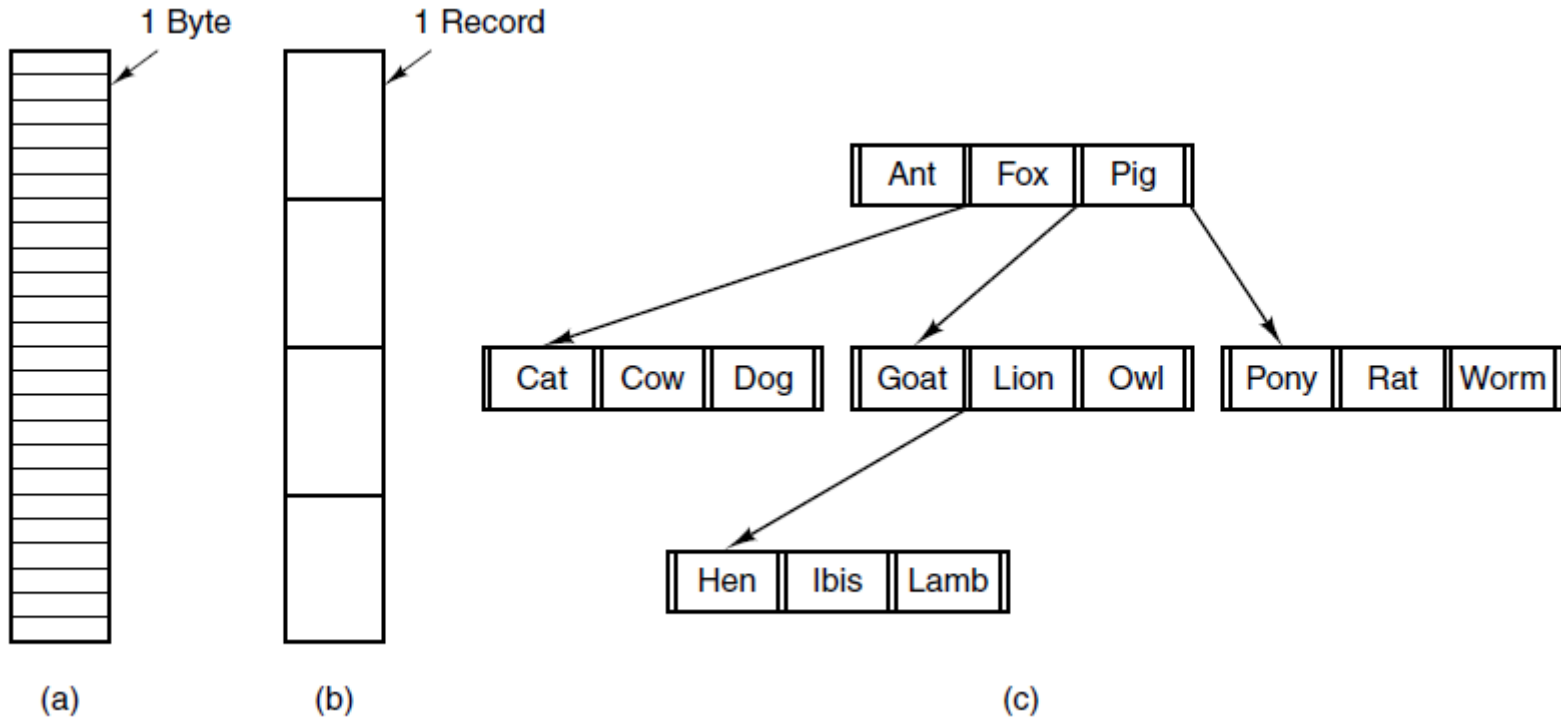 1 Byte
1 Record
Ant Fox Pig
Cat Cow Dog
Goat Lion Owl
Pony Rat Worm
Hen Ibis Lamb
(a)
(b)
(c)